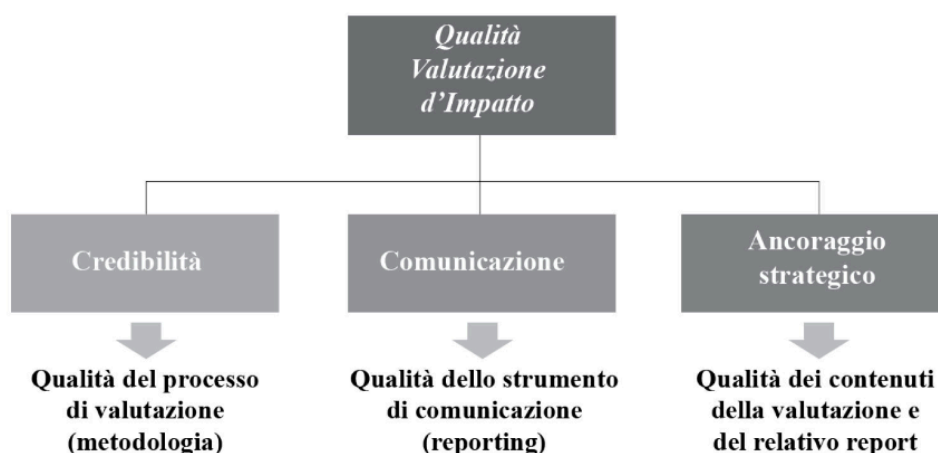 Qualità
Valutazione
d’Impatto
Credibilità
Comunicazione
Ancoraggio
strategico
Qualità del processo
di valutazione
(metodologia)
Qualità dello strumento
di comunicazione
(reporting)
Qualità dei contenuti
della valutazione e
del relativo report